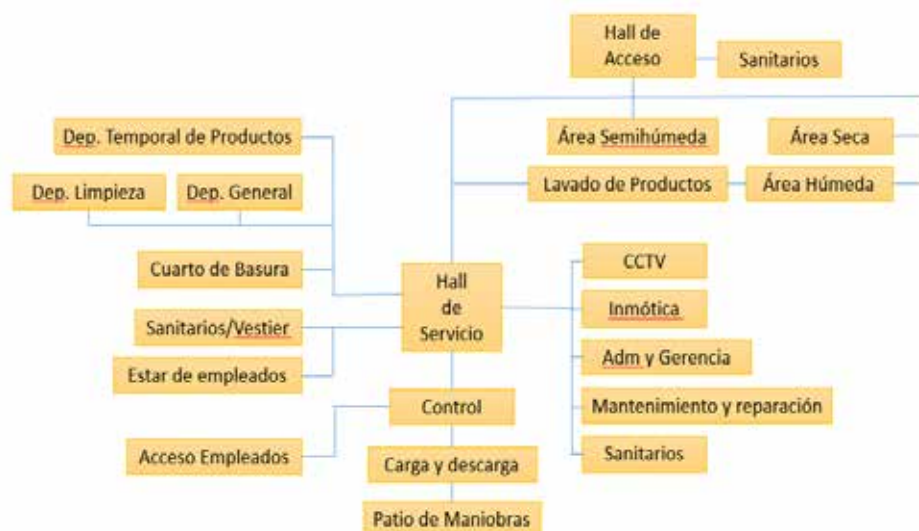 Hall de
Acceso
Sanitarios
Dep. Temporal de Productos
Área Semihúmeda
Área Seca
Dep. Limpieza
Dep. General
Lavado de Productos
Área Húmeda
Cuarto de Basura
Hall
de
Servicio
CCTV
Inmótica
Sanitarios/Vestier
Adm y Gerencia
Estar de empleados
Control
Mantenimiento y reparación
Acceso Empleados
Carga y descarga
Sanitarios
Patio de Maniobras